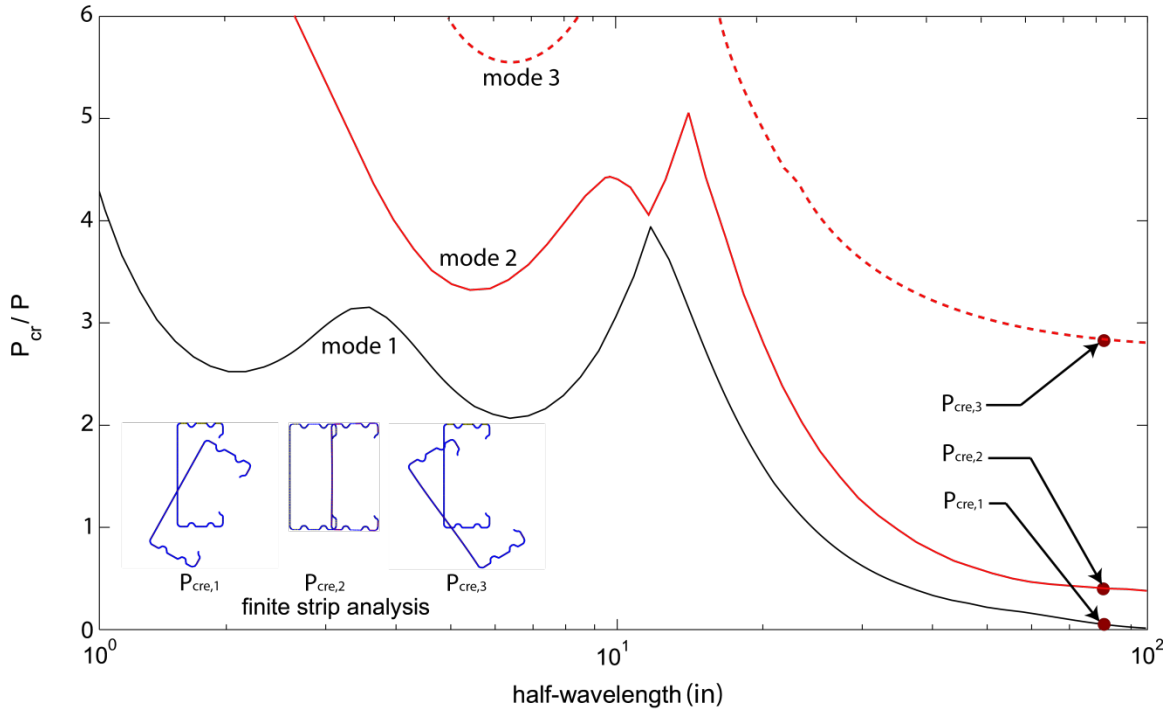 P_cr / P
6
5
4
3
2
1
0
mode 3
mode 2
mode 1
P_cre,3
P_cre,2
P_cre,1
P_cre,1 P_cre,2 P_cre,3
finite strip analysis
10^0 10^1 10^2
half-wavelength (in)